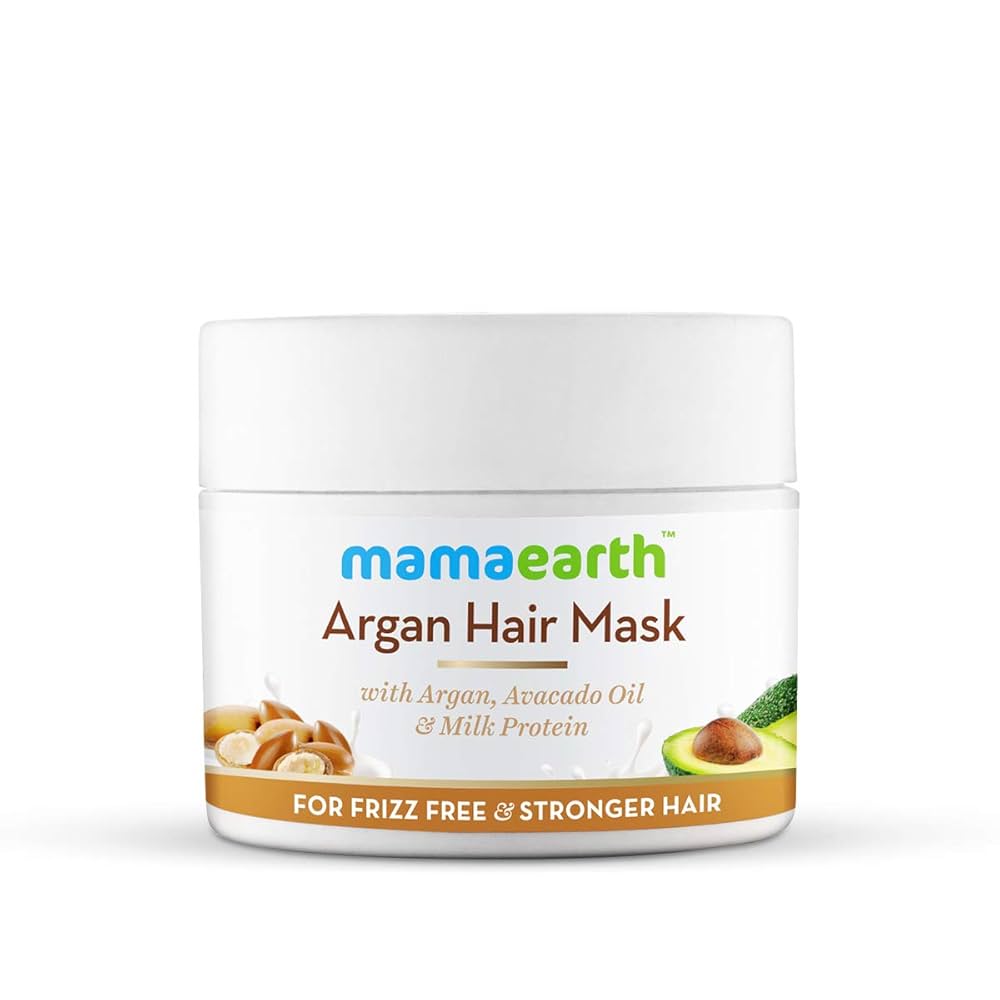 mamaearth™
Argan Hair Mask
with Argan, Avacado Oil
& Milk Protein
FOR FRIZZ FREE & STRONGER HAIR